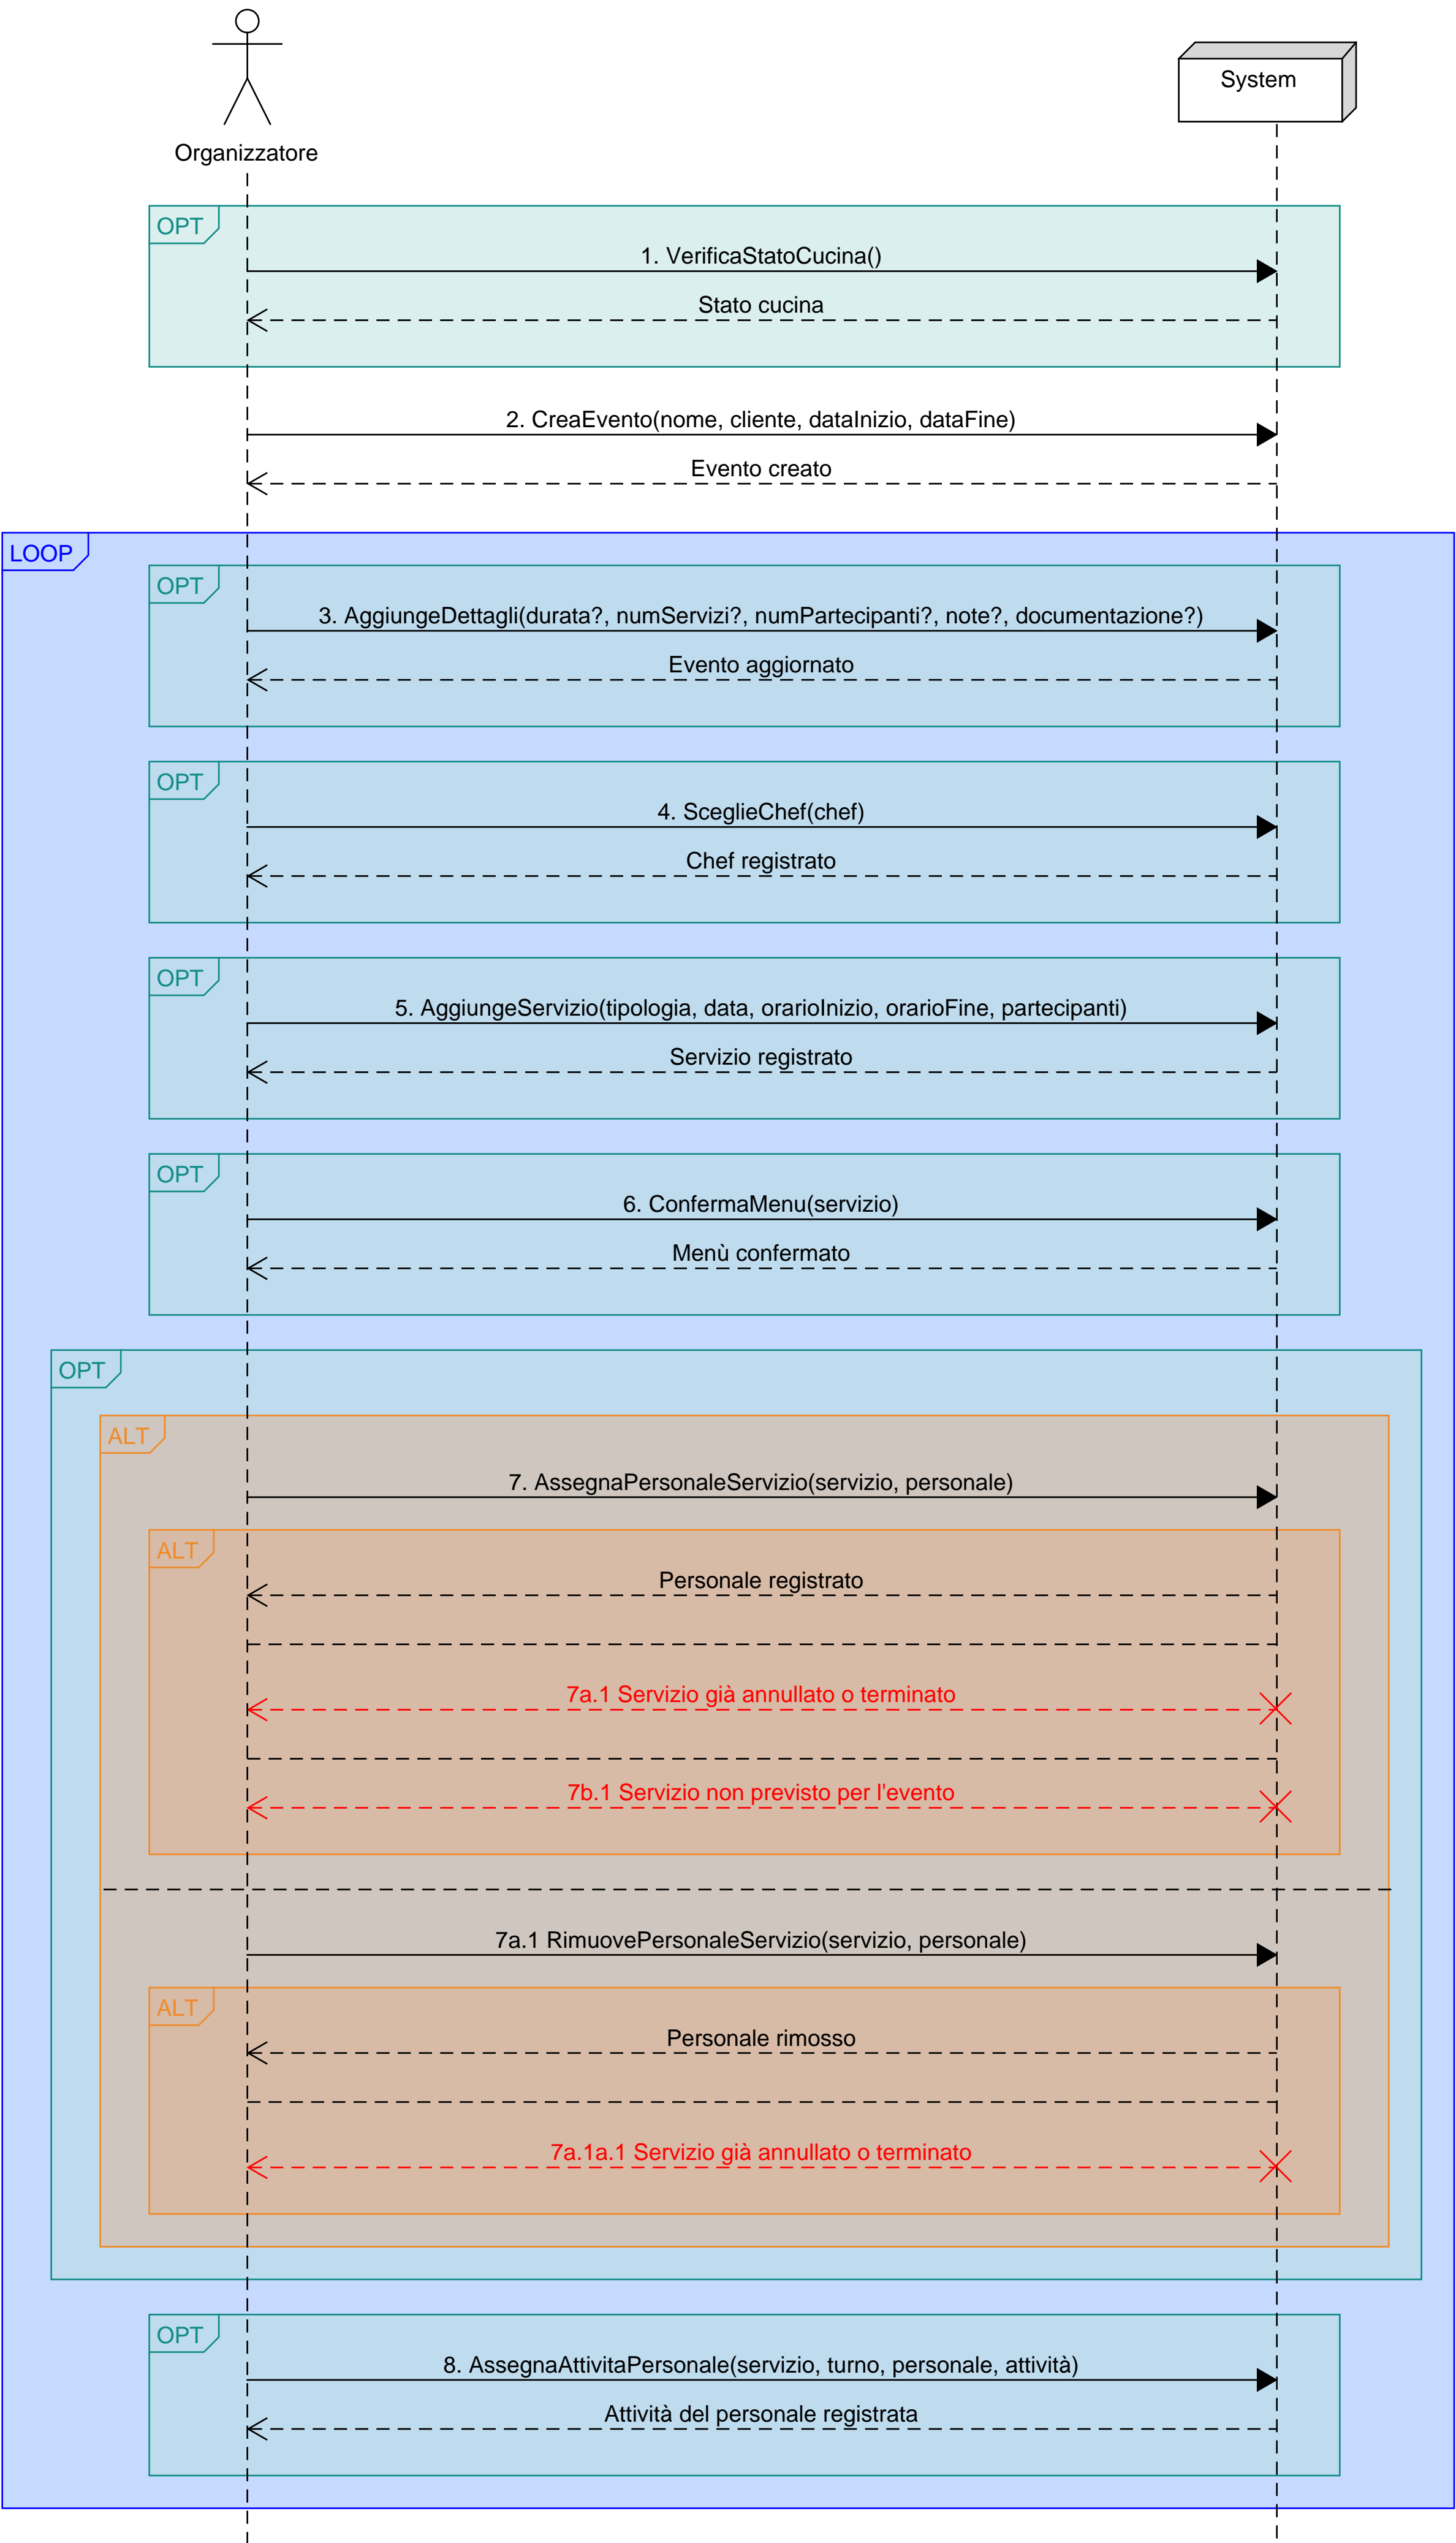 System
Organizzatore
OPT
1. VerificaStatoCucina()
Stato cucina
2. CreaEvento(nome, cliente, dataInizio, dataFine)
Evento creato
LOOP
OPT
3. AggiungeDettagli(durata?, numServizi?, numPartecipanti?, note?, documentazione?)
Evento aggiornato
OPT
4. SceglieChef(chef)
Chef registrato
OPT
5. AggiungeServizio(tipologia, data, orarioInizio, orarioFine, partecipanti)
Servizio registrato
OPT
6. ConfermaMenu(servizio)
Menù confermato
OPT
ALT
7. AssegnaPersonaleServizio(servizio, personale)
ALT
Personale registrato
7a.1 Servizio già annullato o terminato
7b.1 Servizio non previsto per l'evento
7a.1 RimuovePersonaleServizio(servizio, personale)
ALT
Personale rimosso
7a.1a.1 Servizio già annullato o terminato
OPT
8. AssegnaAttivitaPersonale(servizio, turno, personale, attività)
Attività del personale registrata